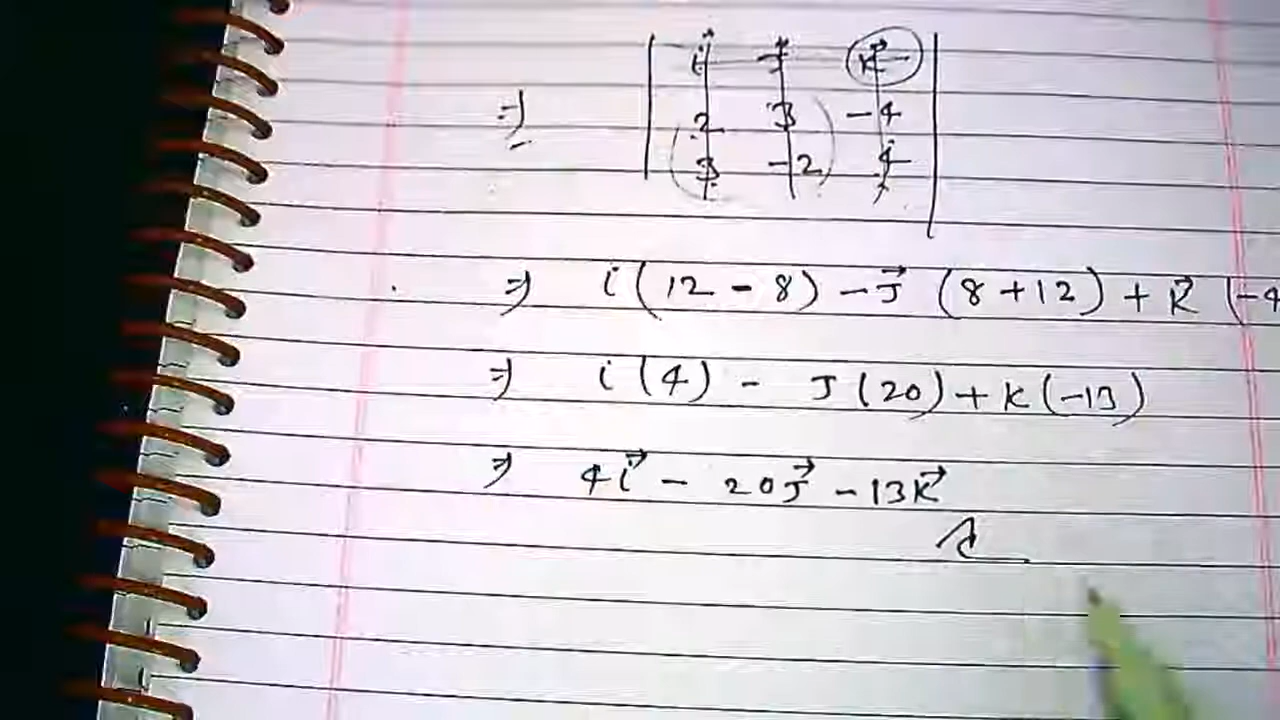 i⃗ J⃗ k⃗
⇒ 2 3 -4
3 -2 4
⇒ i(12 - 8) - J⃗ (8 + 12) + K⃗ (-4
⇒ i(4) - J(20) + K(-13)
⇒ 4i⃗ - 20J⃗ - 13K⃗